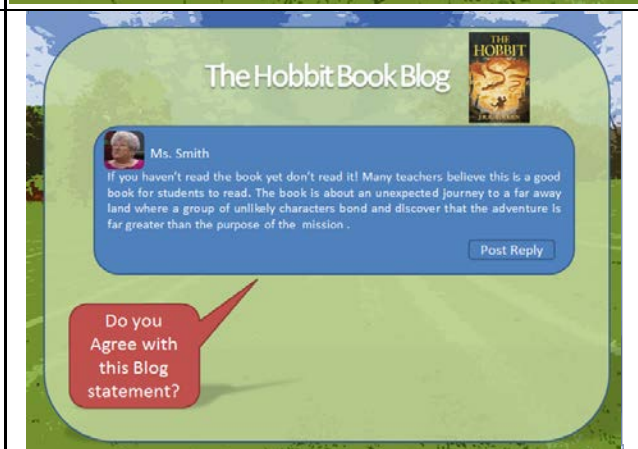 The Hobbit Book Blog
THE
HOBBIT
Ms. Smith
If you haven't read the book yet don't read it! Many teachers believe this is a good
book for students to read. The book is about an unexpected journey to a far away
land where a group of unlikely characters bond and discover that the adventure is
far greater than the purpose of the mission .
Post Reply
Do you
Agree with
this Blog
statement?